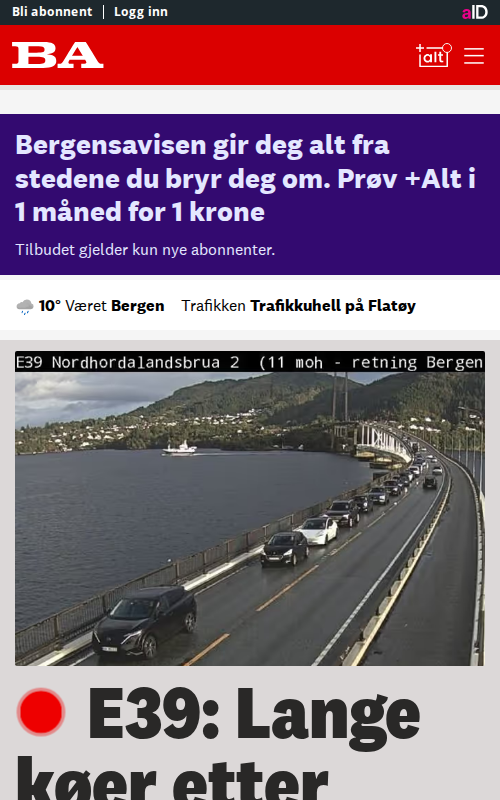 Bli abonnent | Logg inn
aID
BA
+alt
Bergensavisen gir deg alt fra
stedene du bryr deg om. Prøv +Alt i
1 måned for 1 krone
Tilbudet gjelder kun nye abonnenter.
10° Været Bergen Trafikken Trafikkuhell på Flatøy
E39 Nordhordalandsbrua 2 (11 moh - retning Bergen
E39: Lange
køer etter